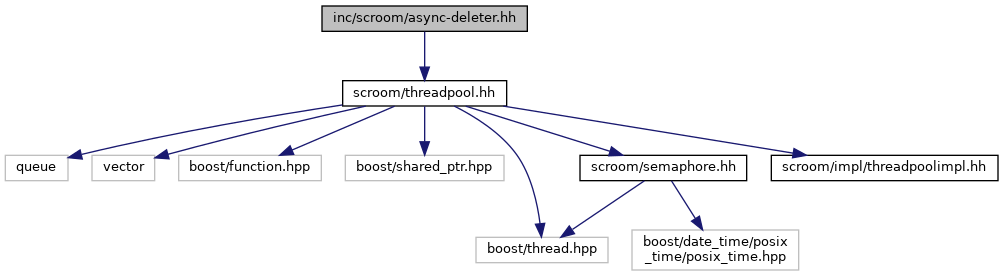 inc/scroom/async-deleter.hh
scroom/threadpool.hh
queue
vector
boost/function.hpp
boost/shared_ptr.hpp
scroom/semaphore.hh
scroom/impl/threadpoolimpl.hh
boost/thread.hpp
boost/date_time/posix
_time/posix_time.hpp